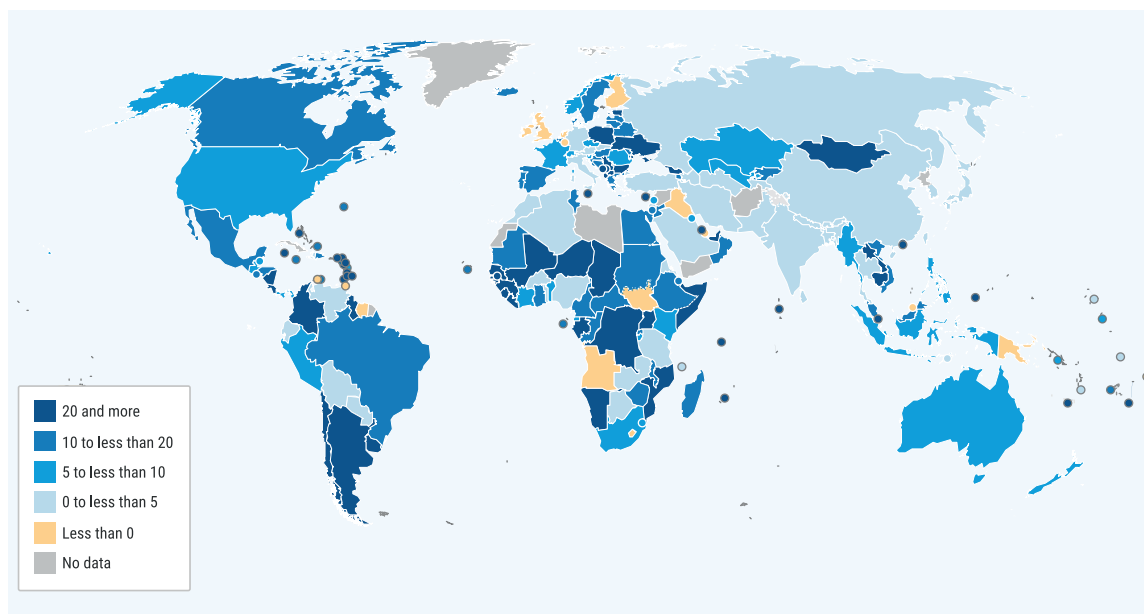 20 and more
10 to less than 20
5 to less than 10
0 to less than 5
Less than 0
No data